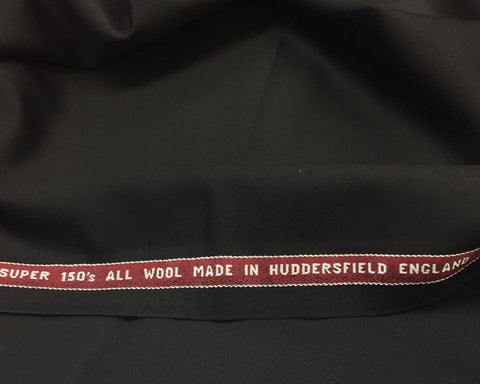 SUPER 150's ALL WOOL MADE IN HUDDERSFIELD ENGLAND